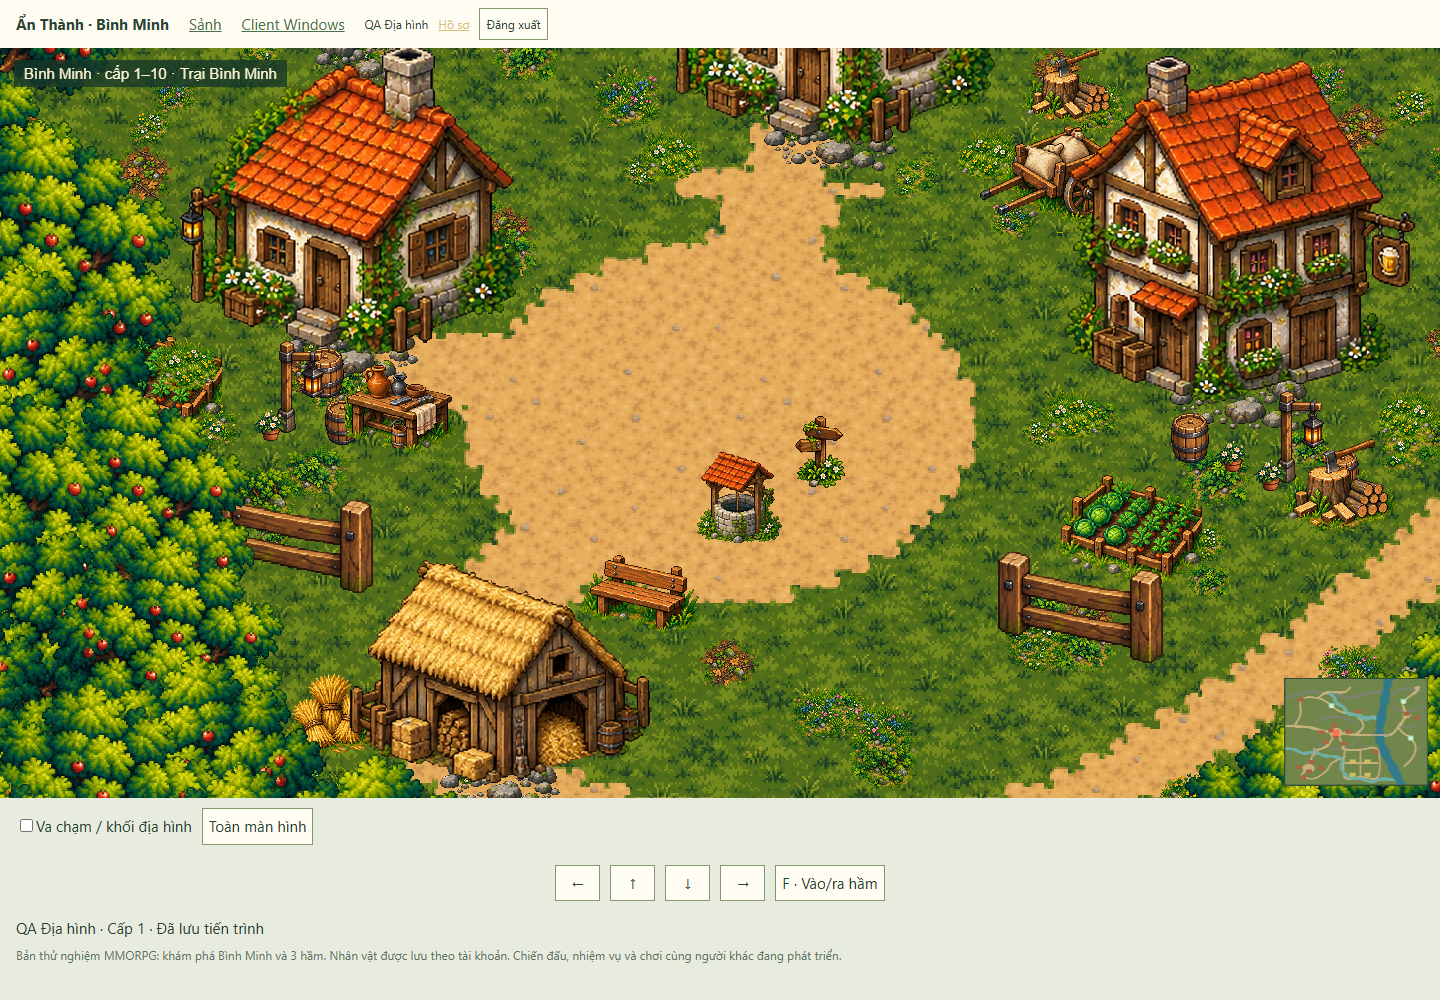 Ẩn Thành · Bình Minh Sảnh Client Windows QA Địa hình Hồ sơ Đăng xuất
Bình Minh · cấp 1–10 · Trại Bình Minh
Va chạm / khối địa hình Toàn màn hình
← ↑ ↓ → F · Vào/ra hầm
QA Địa hình · Cấp 1 · Đã lưu tiến trình
Bản thử nghiệm MMORPG: khám phá Bình Minh và 3 hầm. Nhân vật được lưu theo tài khoản. Chiến đấu, nhiệm vụ và chơi cùng người khác đang phát triển.